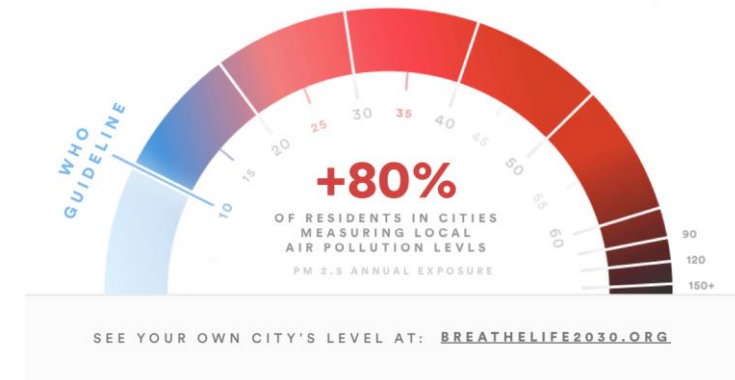 WHO
GUIDELINE
10
15
20
25
30
35
40
45
50
55
60
90
120
150+
+80%
OF RESIDENTS IN CITIES
MEASURING LOCAL
AIR POLLUTION LEVLS
PM 2.5 ANNUAL EXPOSURE
SEE YOUR OWN CITY'S LEVEL AT: BREATHELIFE2030.ORG